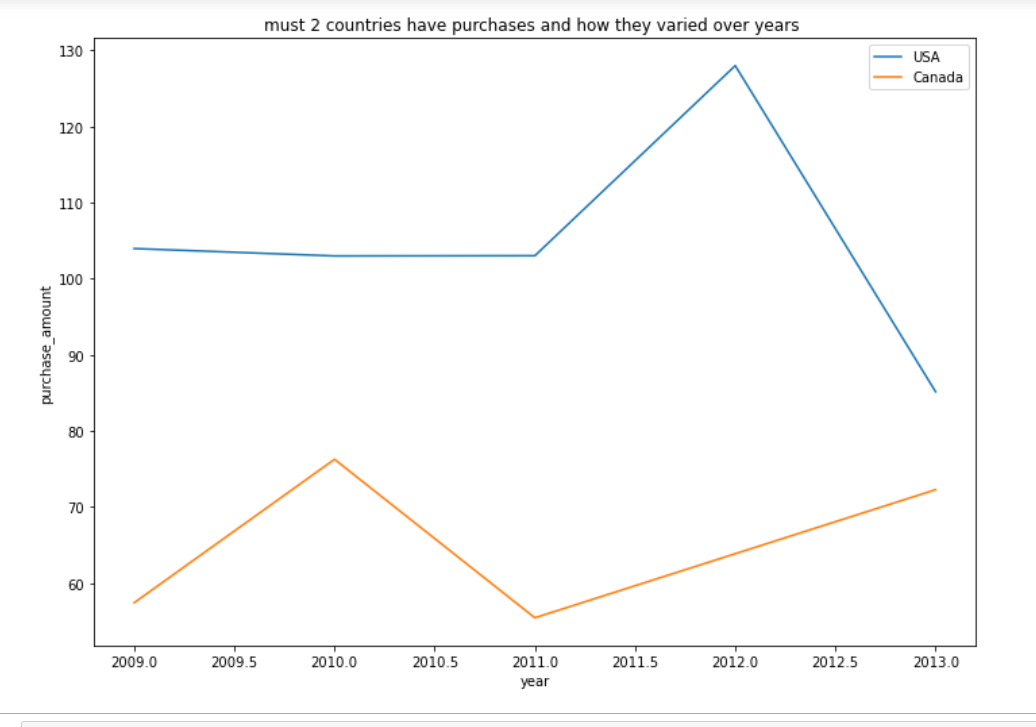 must 2 countries have purchases and how they varied over years
USA
Canada
purchase_amount
130
120
110
100
90
80
70
60
2009.0 2009.5 2010.0 2010.5 2011.0 2011.5 2012.0 2012.5 2013.0
year